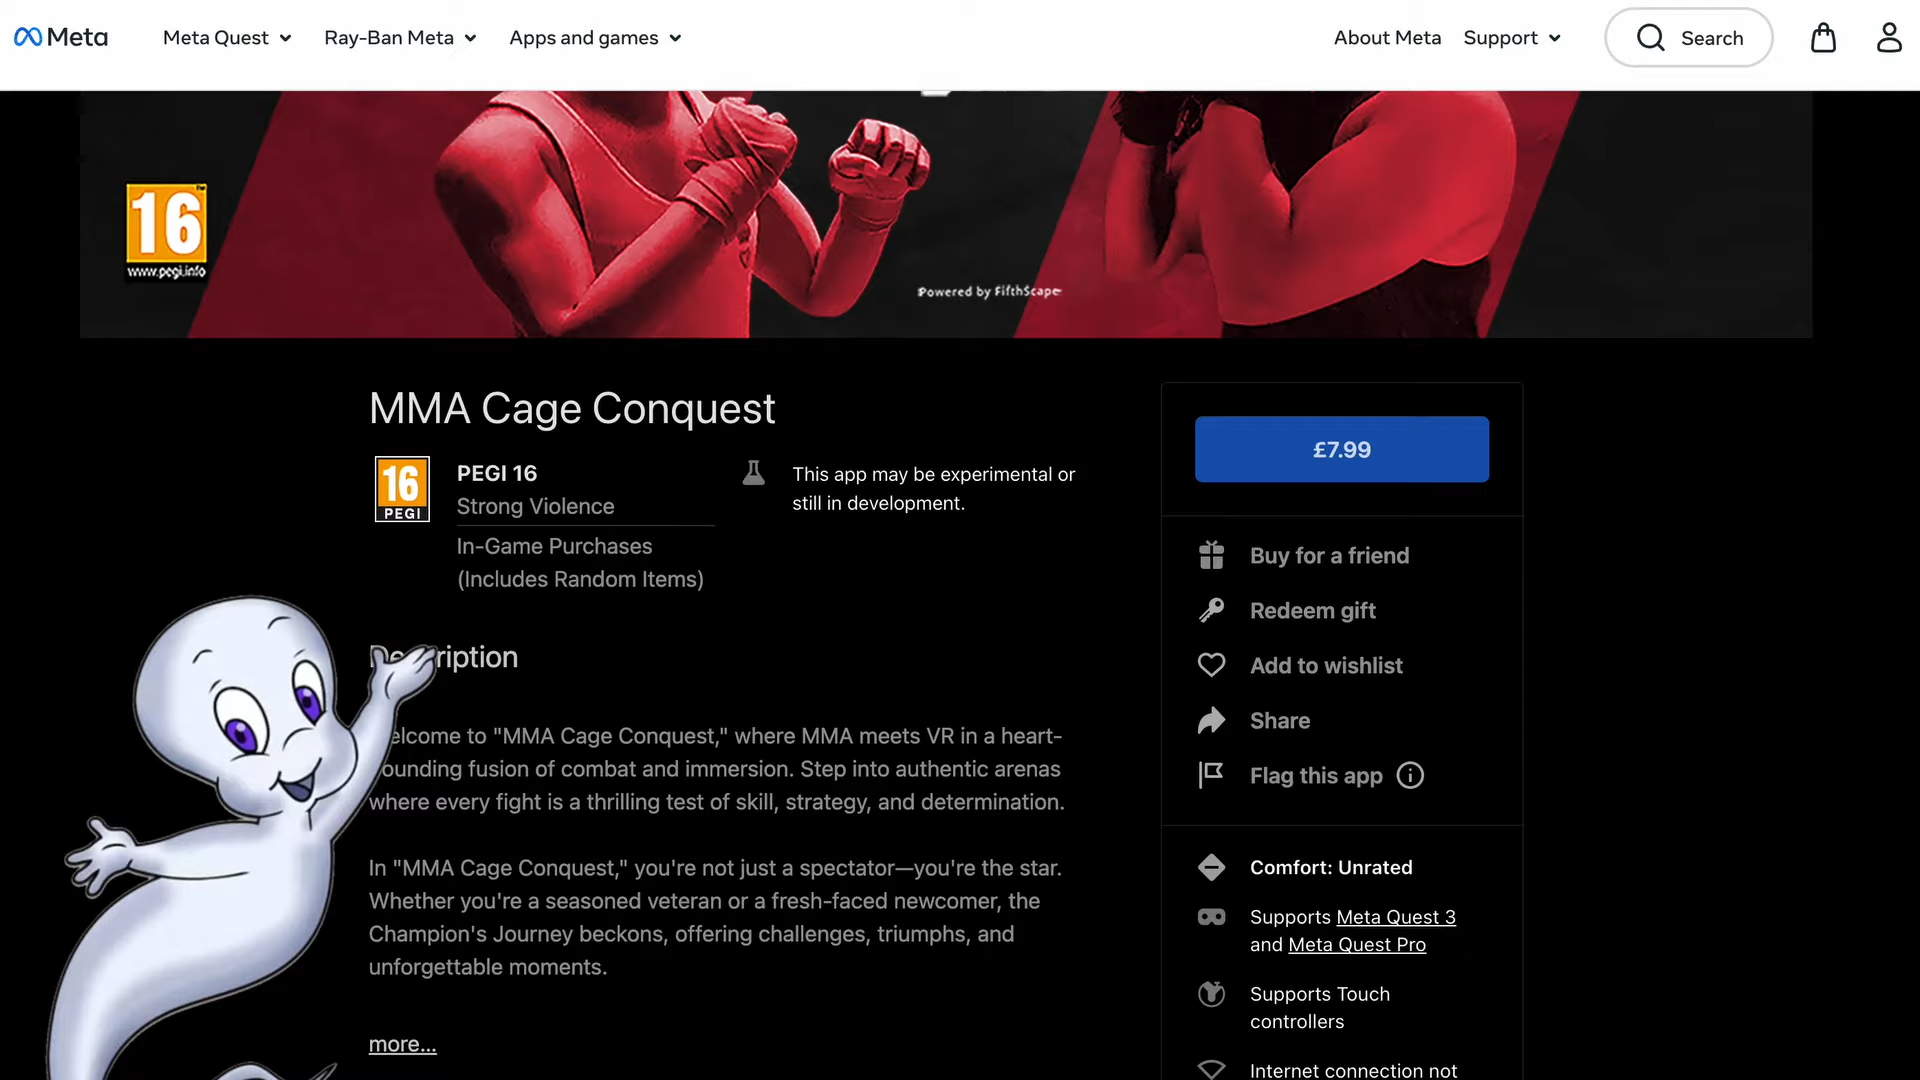 Meta
Meta Quest
Ray-Ban Meta
Apps and games
About Meta
Support
Search
16
www.pegi.info
Powered by FifthScape
MMA Cage Conquest
16
PEGI
PEGI 16
Strong Violence
In-Game Purchases
(Includes Random Items)
This app may be experimental or
still in development.
£7.99
Buy for a friend
Redeem gift
Add to wishlist
Share
Flag this app
Comfort: Unrated
Supports Meta Quest 3
and Meta Quest Pro
Supports Touch
controllers
Internet connection not
elcome to "MMA Cage Conquest," where MMA meets VR in a heart-
ounding fusion of combat and immersion. Step into authentic arenas
where every fight is a thrilling test of skill, strategy, and determination.
In "MMA Cage Conquest," you're not just a spectator—you're the star.
Whether you're a seasoned veteran or a fresh-faced newcomer, the
Champion's Journey beckons, offering challenges, triumphs, and
unforgettable moments.
more...